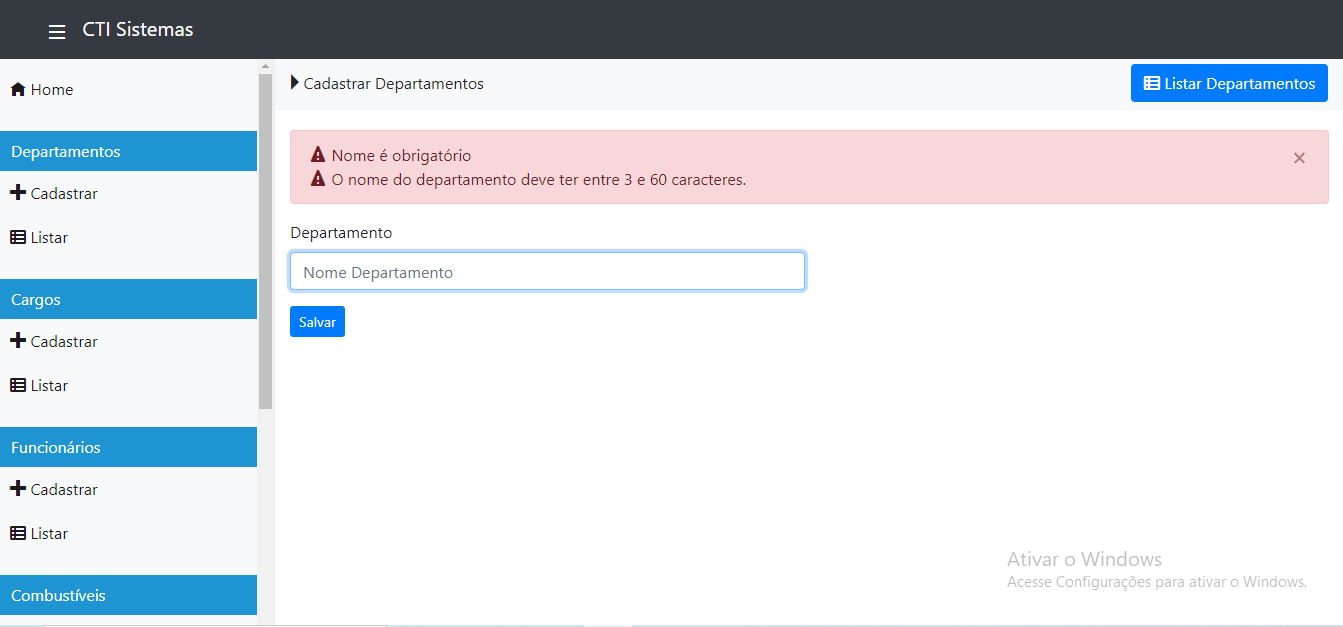 CTI Sistemas
Home
Departamentos
Cadastrar
Listar
Cargos
Cadastrar
Listar
Funcionários
Cadastrar
Listar
Combustíveis
Cadastrar Departamentos
Listar Departamentos
Nome é obrigatório
×
O nome do departamento deve ter entre 3 e 60 caracteres.
Departamento
Nome Departamento
Salvar
Ativar o Windows
Acesse Configurações para ativar o Windows.